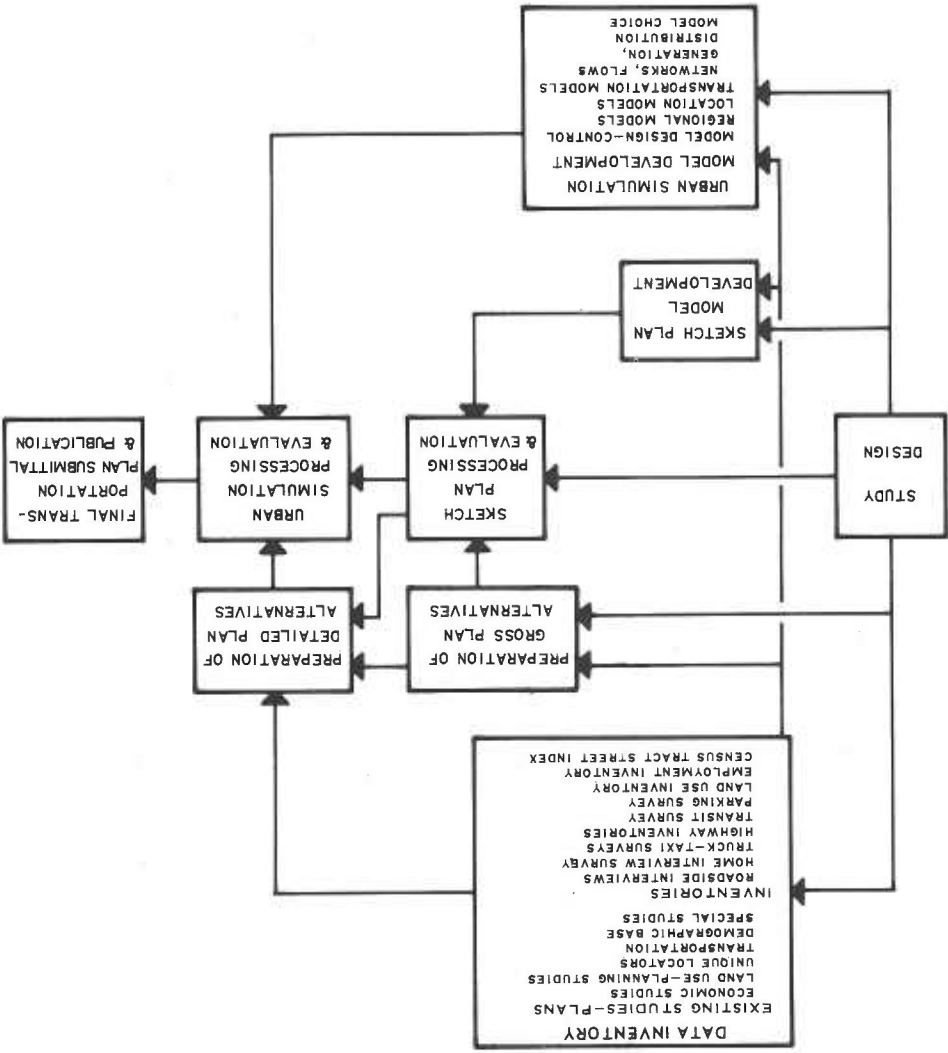 DATA INVENTORY
EXISTING STUDIES-PLANS
ECONOMIC STUDIES
LAND USE-PLANNING STUDIES
UNIQUE LOCATORS
TRANSPORTATION
DEMOGRAPHIC BASE
SPECIAL STUDIES
INVENTORIES
ROADSIDE INTERVIEWS
HOME INTERVIEW SURVEY
TRUCK-TAXI SURVEYS
HIGHWAY INVENTORIES
TRANSIT SURVEY
PARKING SURVEY
LAND USE INVENTORY
EMPLOYMENT INVENTORY
CENSUS TRACT STREET INDEX
PREPARATION OF
GROSS PLAN
ALTERNATIVES
PREPARATION OF
DETAILED PLAN
ALTERNATIVES
STUDY
DESIGN
SKETCH
PLAN
PROCESSING
& EVALUATION
URBAN
SIMULATION
PROCESSING
& EVALUATION
FINAL TRANS-
PORTATION
PLAN SUBMITTAL
& PUBLICATION
SKETCH PLAN
MODEL
DEVELOPMENT
URBAN SIMULATION
MODEL DEVELOPMENT
MODEL DESIGN-CONTROL
REGIONAL MODELS
LOCATION MODELS
TRANSPORTATION MODELS
NETWORKS, FLOWS
GENERATION,
DISTRIBUTION
MODEL CHOICE